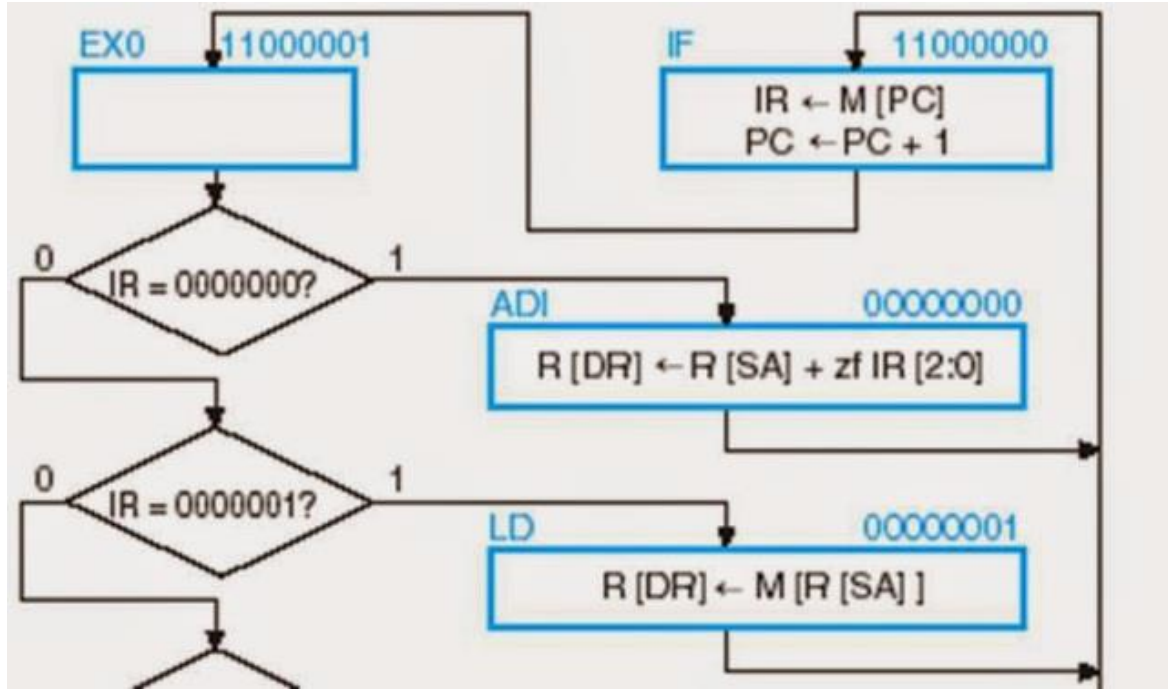 EX0 11000001
IF 11000000
IR ← M [PC]
PC ← PC + 1
0 IR = 0000000? 1
ADI 00000000
R [DR] ← R [SA] + zf IR [2:0]
0 IR = 0000001? 1
LD 00000001
R [DR] ← M [R [SA] ]